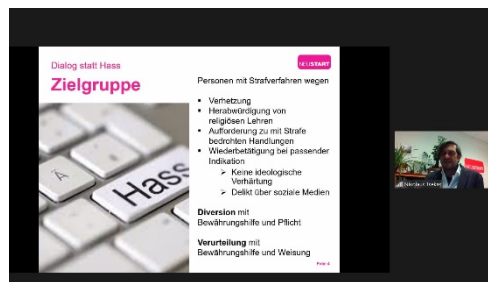 Dialog statt Hass
Zielgruppe
NEUSTART
Personen mit Strafverfahren wegen
▪ Verhetzung
▪ Herabwürdigung von
religiösen Lehren
▪ Aufforderung zu mit Strafe
bedrohten Handlungen
▪ Wiederbetätigung bei passender
Indikation
➢ Keine ideologische
Verhärtung
➢ Delikt über soziale Medien
Diversion mit
Bewährungshilfe und Pflicht
Verurteilung mit
Bewährungshilfe und Weisung
Ä
Hass
Nikolaus